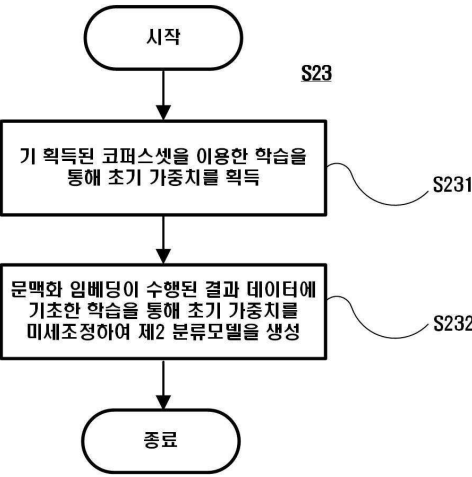 시작
S23
기 획득된 코퍼스셋을 이용한 학습을
통해 초기 가중치를 획득
S231
문맥화 임베딩이 수행된 결과 데이터에
기초한 학습을 통해 초기 가중치를
미세조정하여 제2 분류모델을 생성
S232
종료